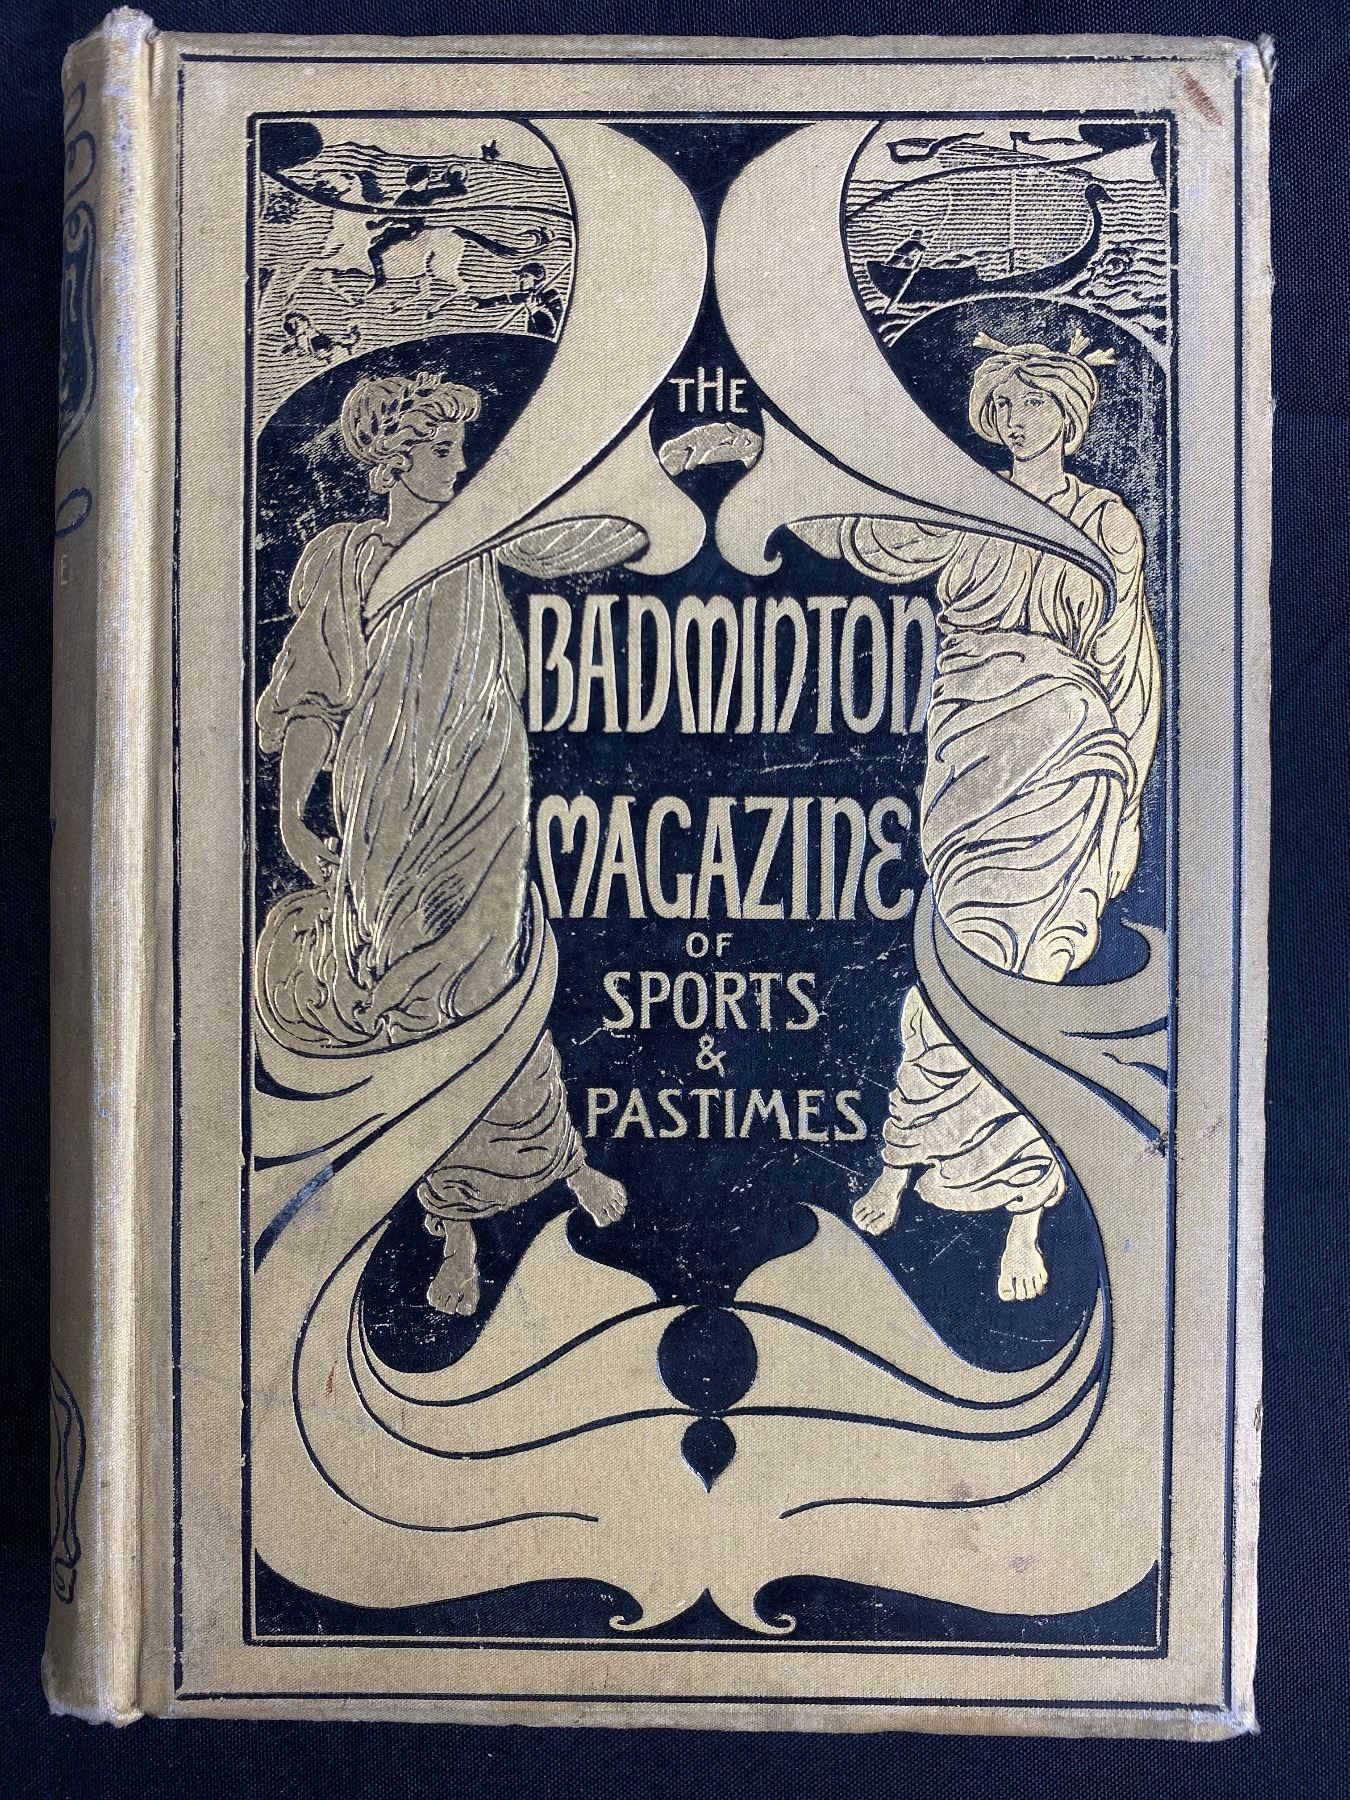 THE
BADMINTON
MAGAZINE
OF
SPORTS
&
PASTIMES